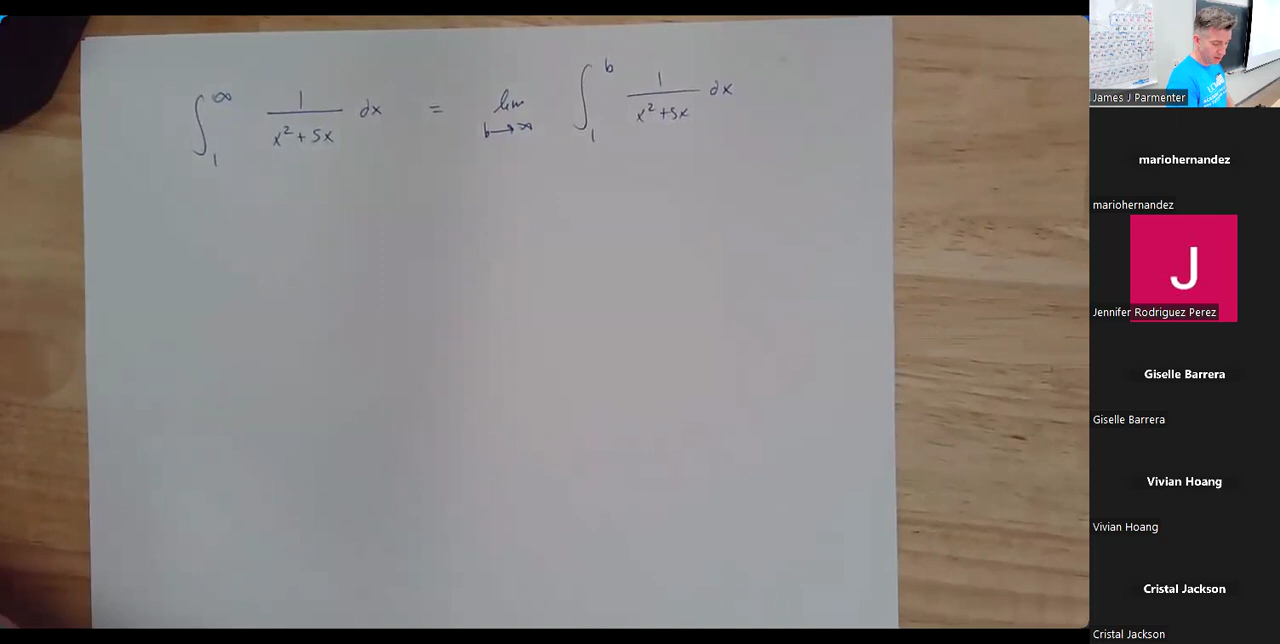 ∫₁^∞ 1/(x² + 5x) dx = lim b→∞ ∫₁^b 1/(x² + 5x) dx
James J Parmenter
mariohernandez
mariohernandez
J
Jennifer Rodriguez Perez
Giselle Barrera
Giselle Barrera
Vivian Hoang
Vivian Hoang
Cristal Jackson
Cristal Jackson